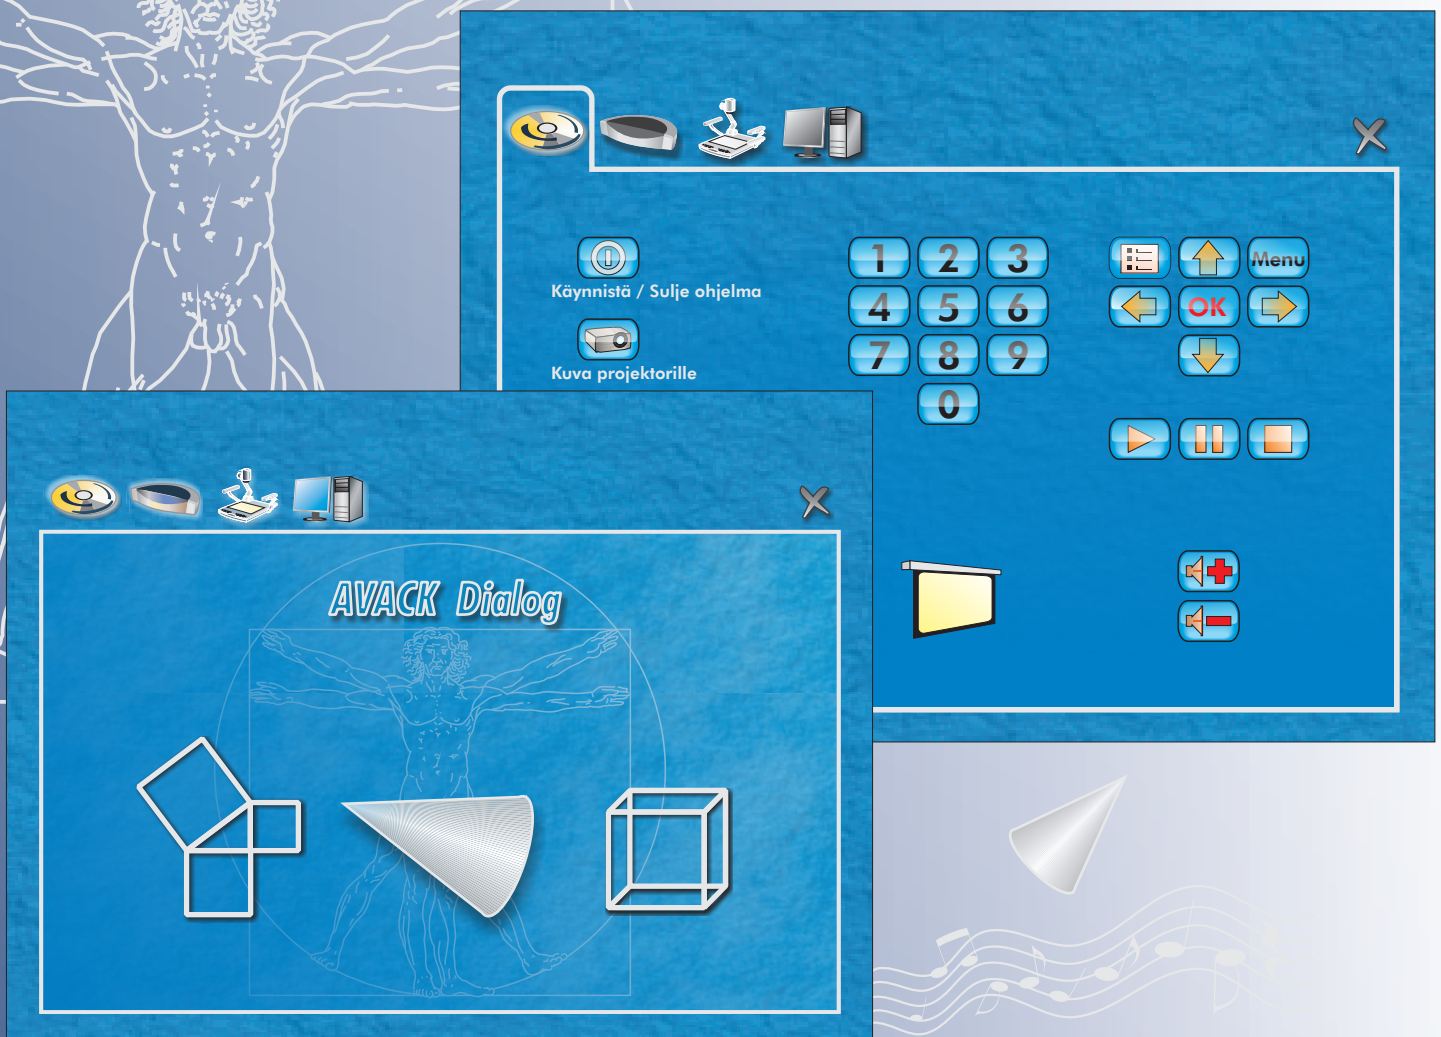 Käynnistä / Sulje ohjelma
Kuva projektorille
1 2 3
4 5 6
7 8 9
0
Menu
OK
AVACK Dialog